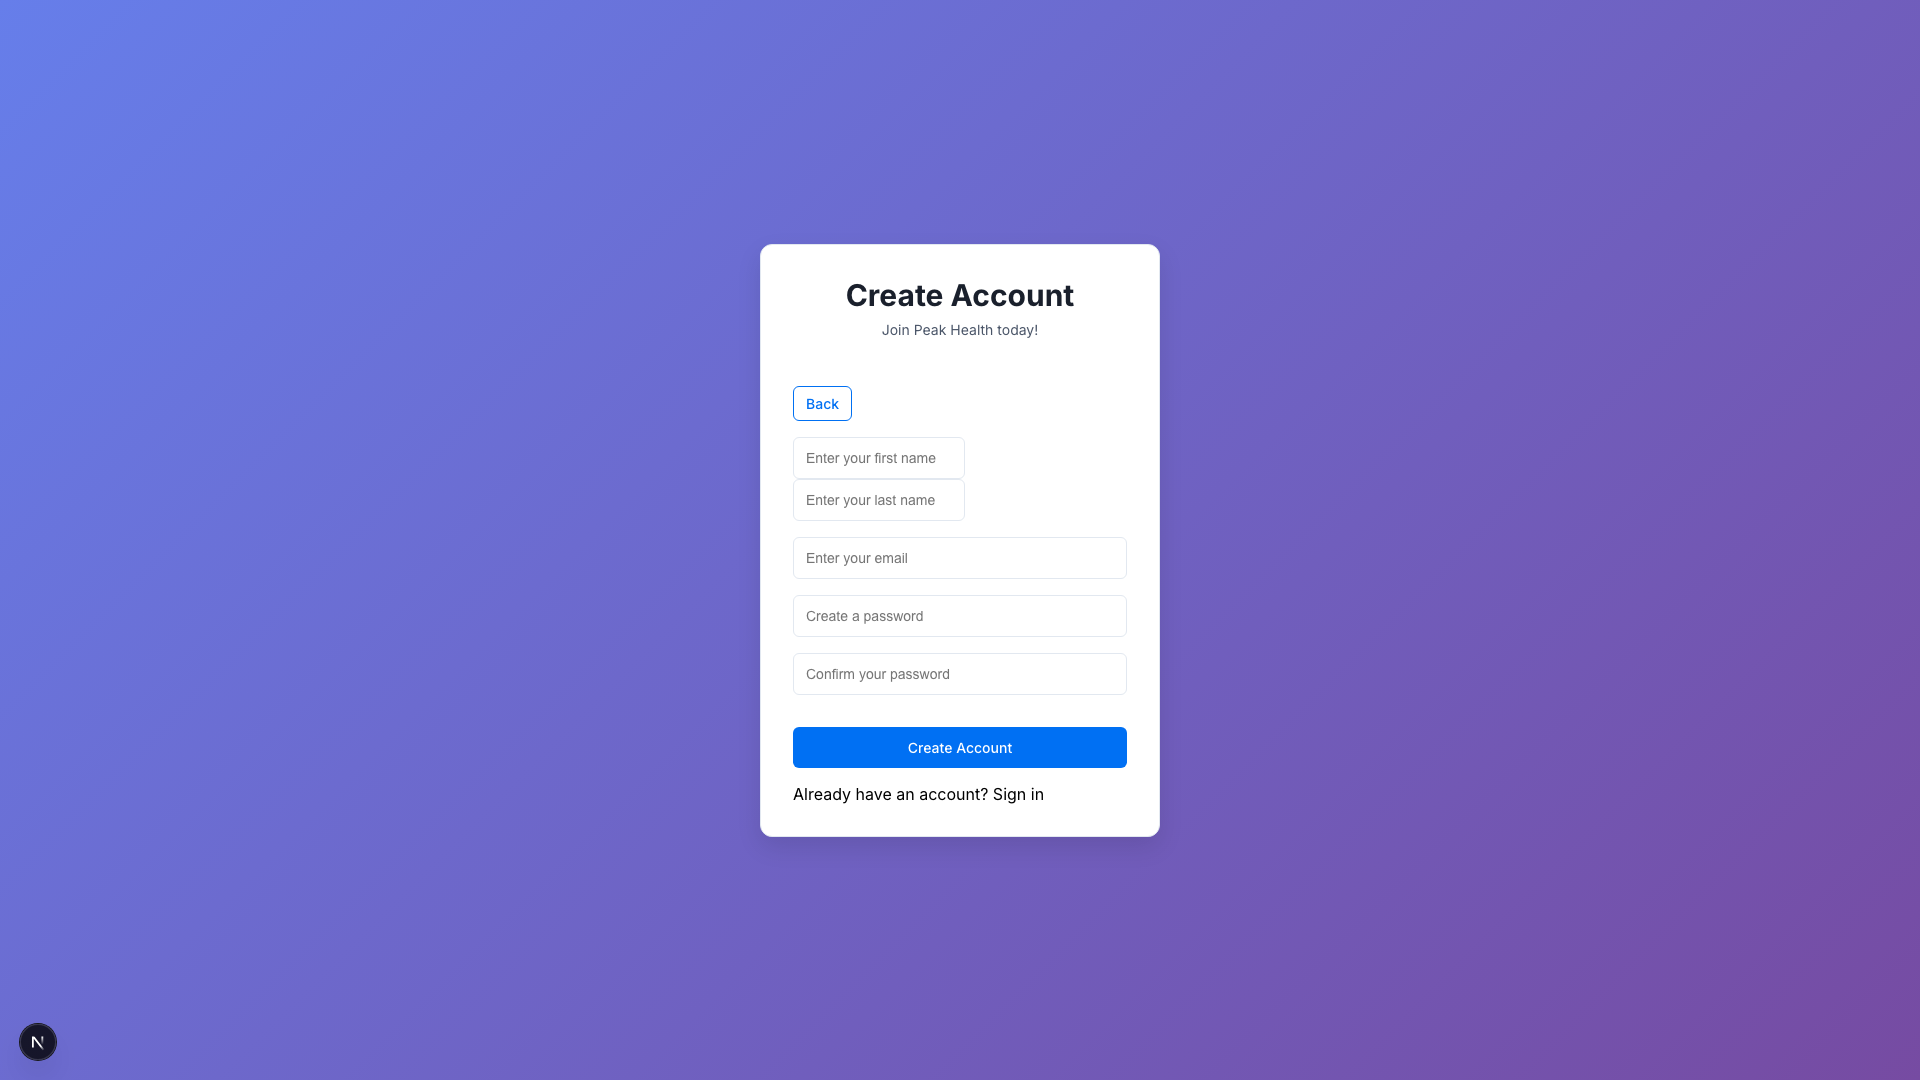 Create Account
Join Peak Health today!
Back
Enter your first name
Enter your last name
Enter your email
Create a password
Confirm your password
Create Account
Already have an account? Sign in
N